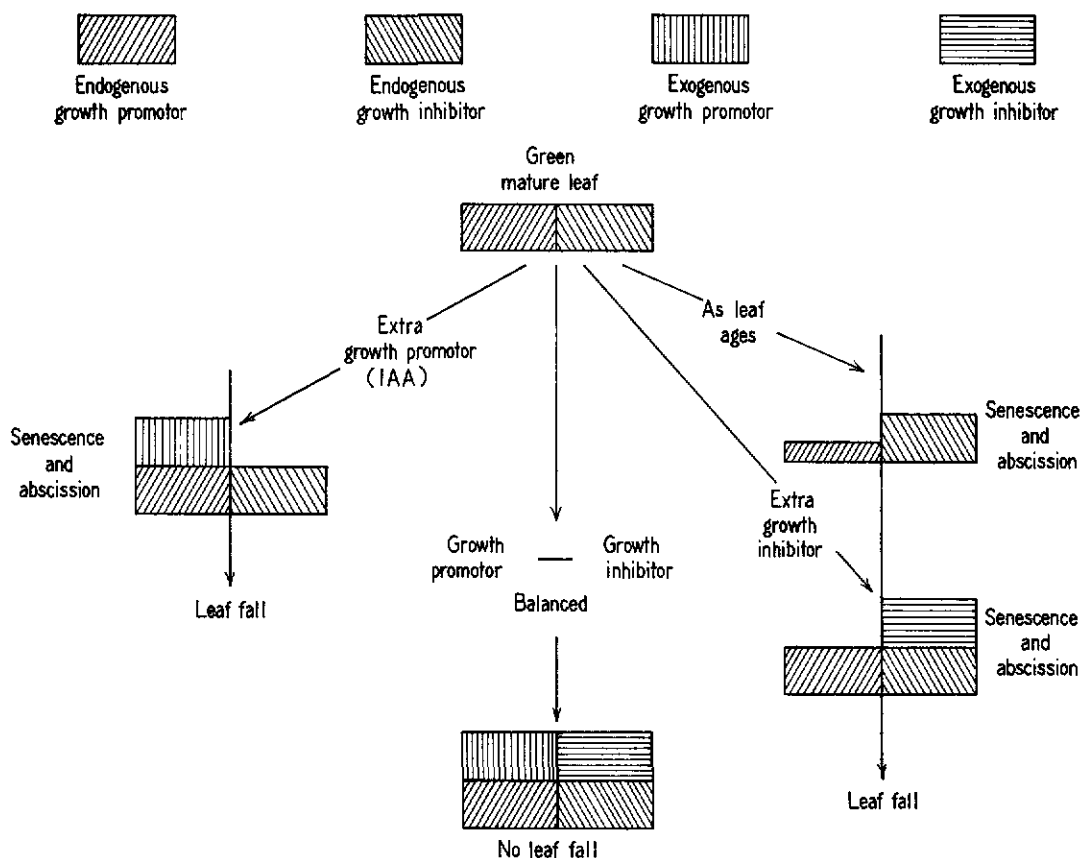 Endogenous
growth promotor
Endogenous
growth inhibitor
Exogenous
growth promotor
Exogenous
growth inhibitor
Green
mature leaf
Extra
growth promotor
(IAA)
As leaf
ages
Senescence
and
abscission
Senescence
and
abscission
Extra
growth
inhibitor
Growth
promotor
—
Growth
inhibitor
Balanced
Leaf fall
Senescence
and
abscission
Leaf fall
No leaf fall